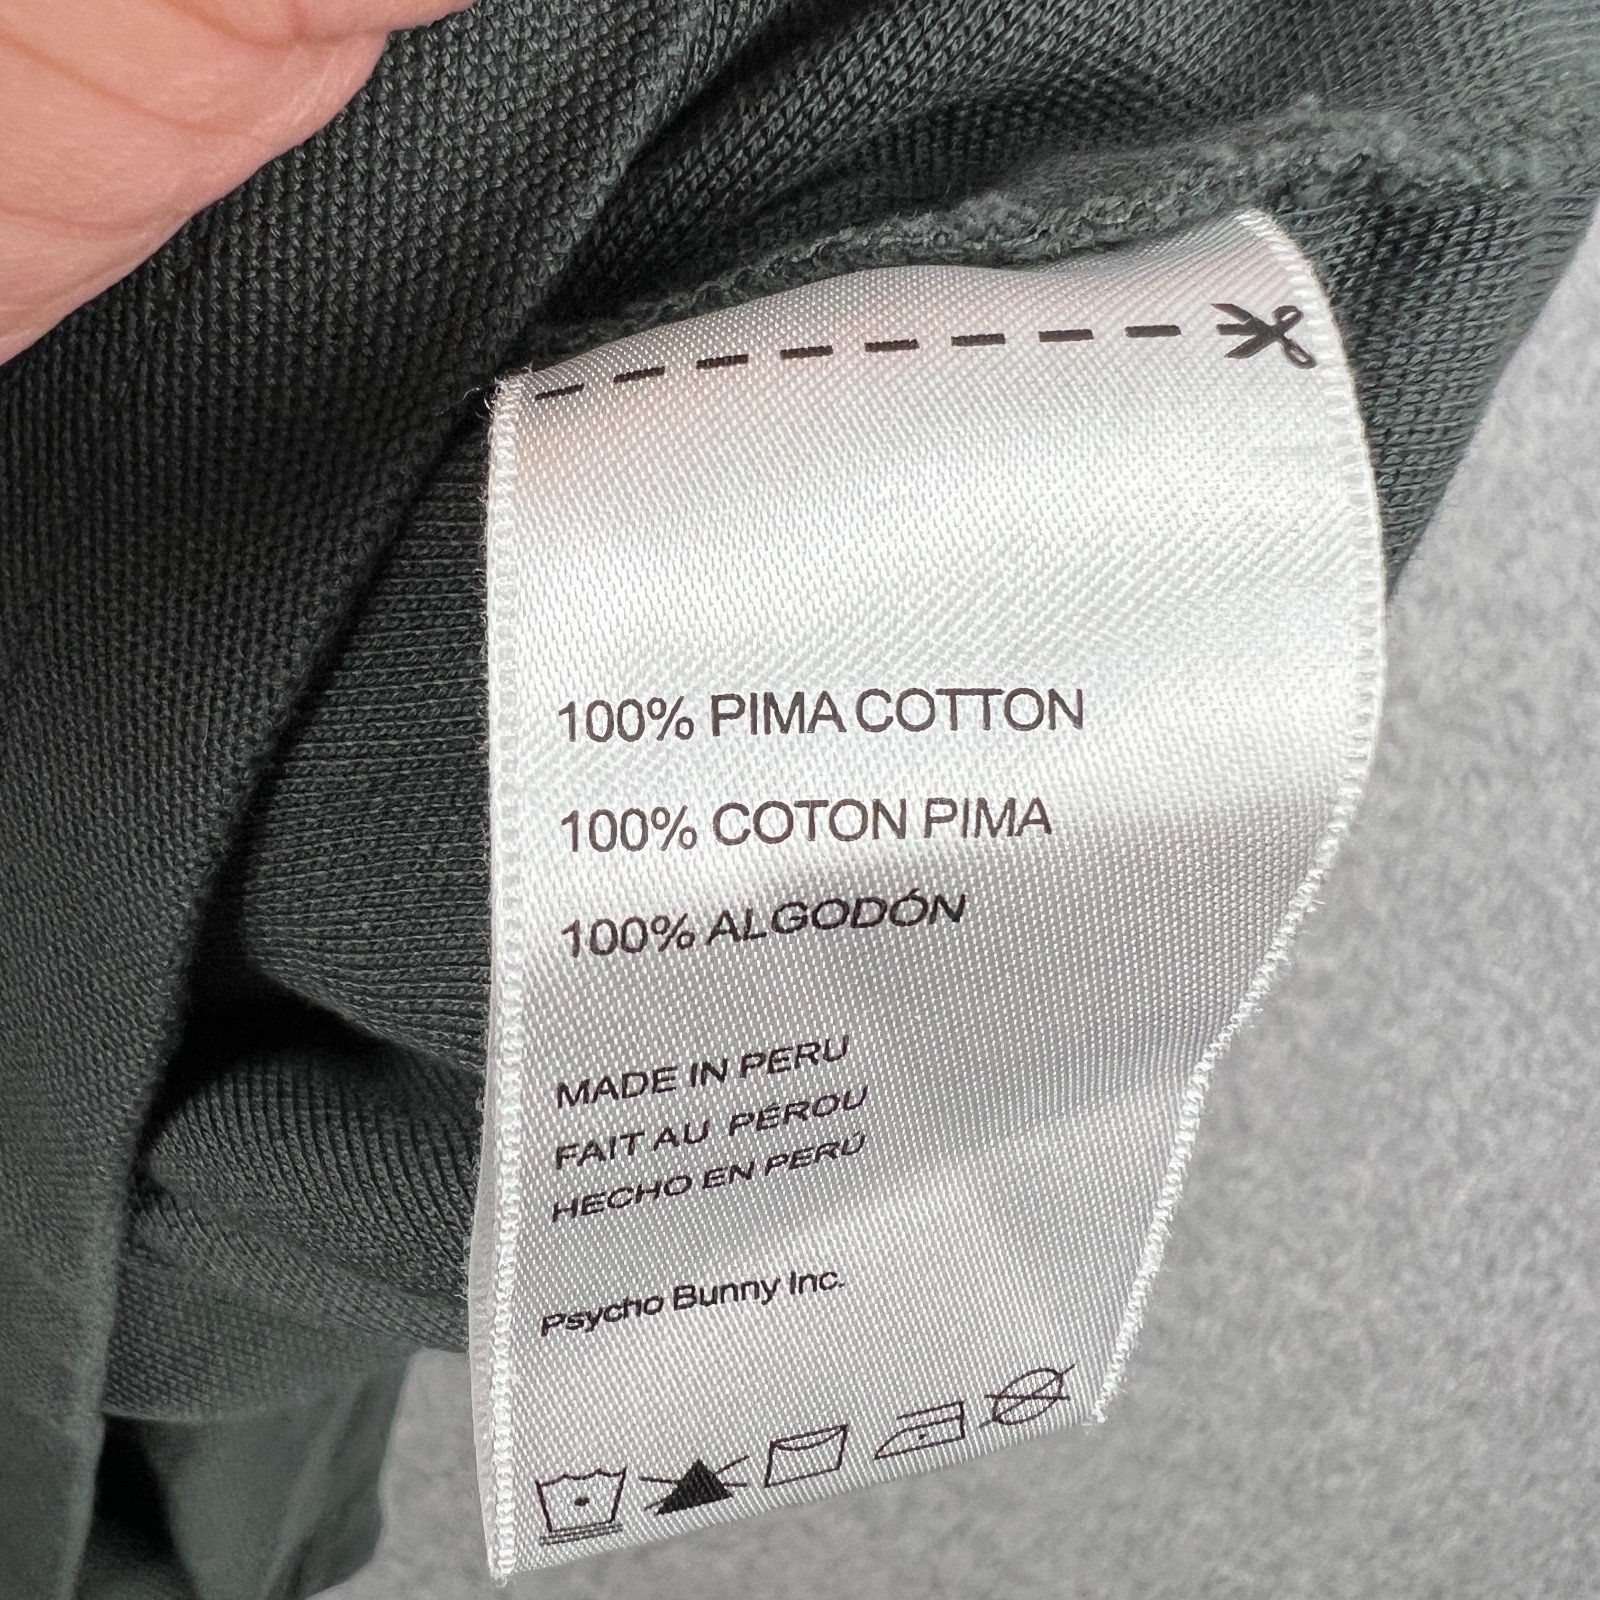 100% PIMA COTTON
100% COTON PIMA
100% ALGODÓN
MADE IN PERU
FAIT AU PÉROU
HECHO EN PERÚ
Psycho Bunny Inc.